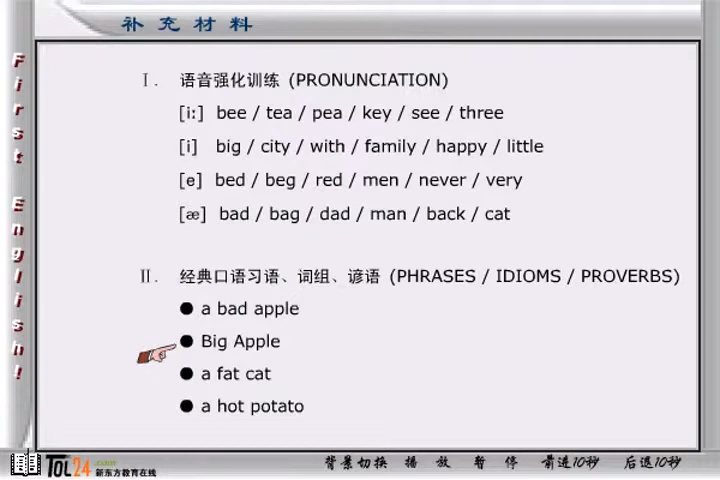 补充材料
First English!
Ⅰ. 语音强化训练 (PRONUNCIATION)
[i:] bee / tea / pea / key / see / three
[i] big / city / with / family / happy / little
[e] bed / beg / red / men / never / very
[æ] bad / bag / dad / man / back / cat
Ⅱ. 经典口语习语、词组、谚语 (PHRASES / IDIOMS / PROVERBS)
● a bad apple
● Big Apple
● a fat cat
● a hot potato
TOL24 新东方教育在线
背景切换 播放 暂停 前进10秒 后退10秒